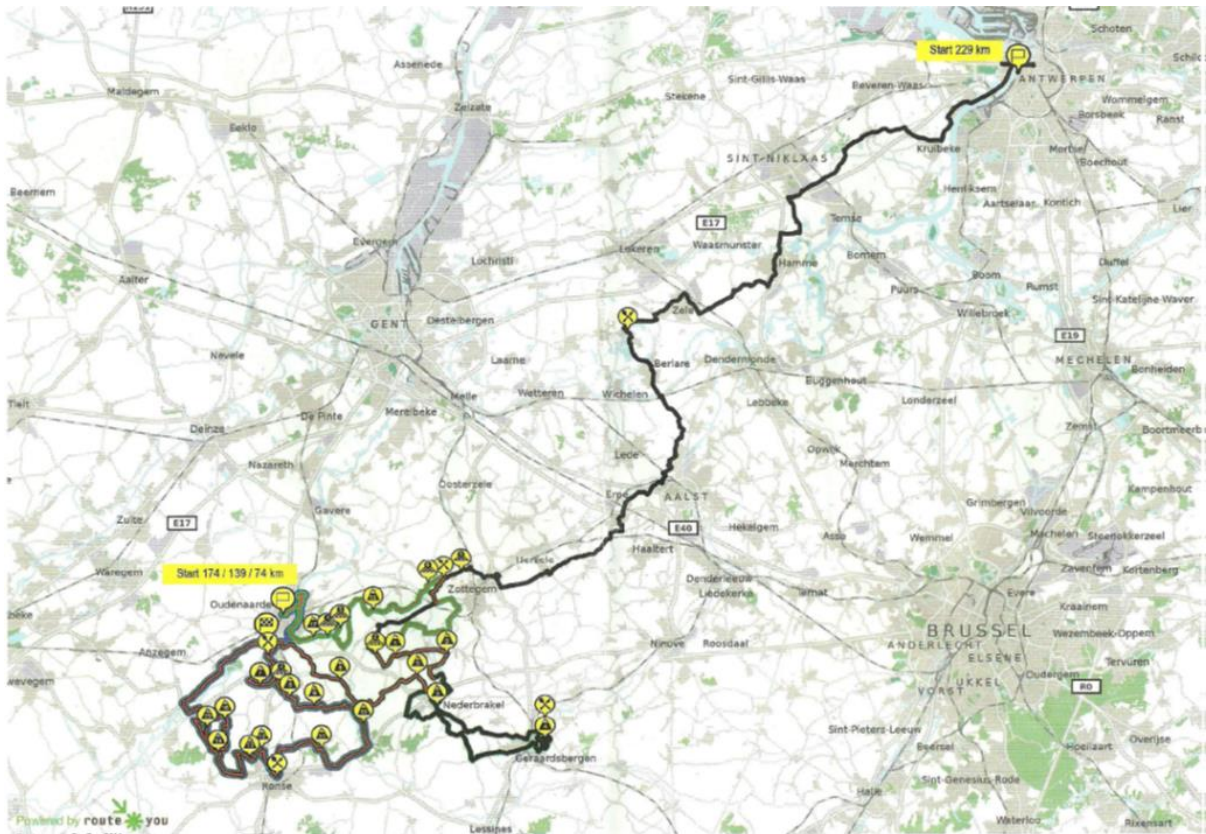 Schoten
Assenede
Start 229 km
ANTWERPEN
Maldegem
Zelzate
Sint-Gillis-Waas
Beveren-Waas
Stekene
Wommelgem
Borsbeek
Ranst
Eeklo
Kruibeke
Mortsel
Boechout
SINT-NIKLAAS
Beernem
Hemiksem
Aartselaar
Kontich
Lier
Temse
E17
Evergem
Lokeren
Waasmunster
Lochristi
Hamme
Bornem
Aalter
Boom
Duffel
Puurs
Rumst
Sint-Katelijne-Waver
Zele
Willebroek
GENT
Destelbergen
E19
Nevele
Laarne
Berlare
Dendermonde
MECHELEN
Bonheiden
Buggenhout
Wetteren
Wichelen
Tielt
De Pinte
Melle
Merelbeke
Lebbeke
Londerzeel
Deinze
Zemst
Boortmeerb
Opwijk
Lede
Merchtem
Nazareth
Oosterzele
Erpe
AALST
Kampenhout
Gavere
Grimbergen
Vilvoorde
Zulte
E17
E40
Hekelgem
Asse
Wemmel
Machelen
Steenokkerzeel
Haaltert
Herzele
Waregem
Start 174 / 139 / 74 km
Zaventem
Kortenberg
Denderleeuw
Liedekerke
Ternat
Zottegem
Evere
Oudenaarde
Kraainem
BRUSSEL
Wezembeek-Oppem
Anzegem
Ninove
Roosdaal
ANDERLECHT
ELSENE
Tervuren
UKKEL
Oudergem
VORST
R0
Nederbrakel
Sint-Pieters-Leeuw
Hoeilaart
Overijse
Geraardsbergen
Beersel
Ronse
Sint-Genesius-Rode
Halle
Powered by route you
Lessines
Waterloo
Rixensart